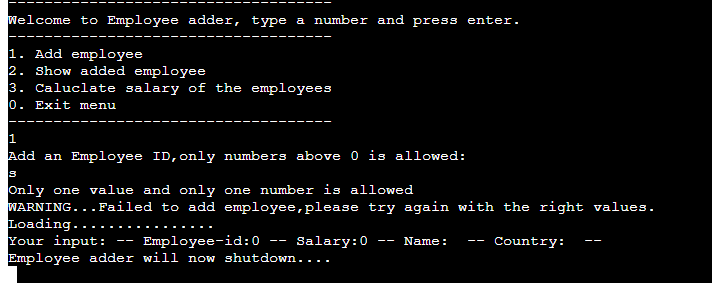 ------------------------------------
Welcome to Employee adder, type a number and press enter.
------------------------------------
1. Add employee
2. Show added employee
3. Caluclate salary of the employees
0. Exit menu
------------------------------------
1
Add an Employee ID,only numbers above 0 is allowed:
s
Only one value and only one number is allowed
WARNING...Failed to add employee,please try again with the right values.
Loading................
Your input: -- Employee-id:0 -- Salary:0 -- Name:  -- Country:  --
Employee adder will now shutdown....